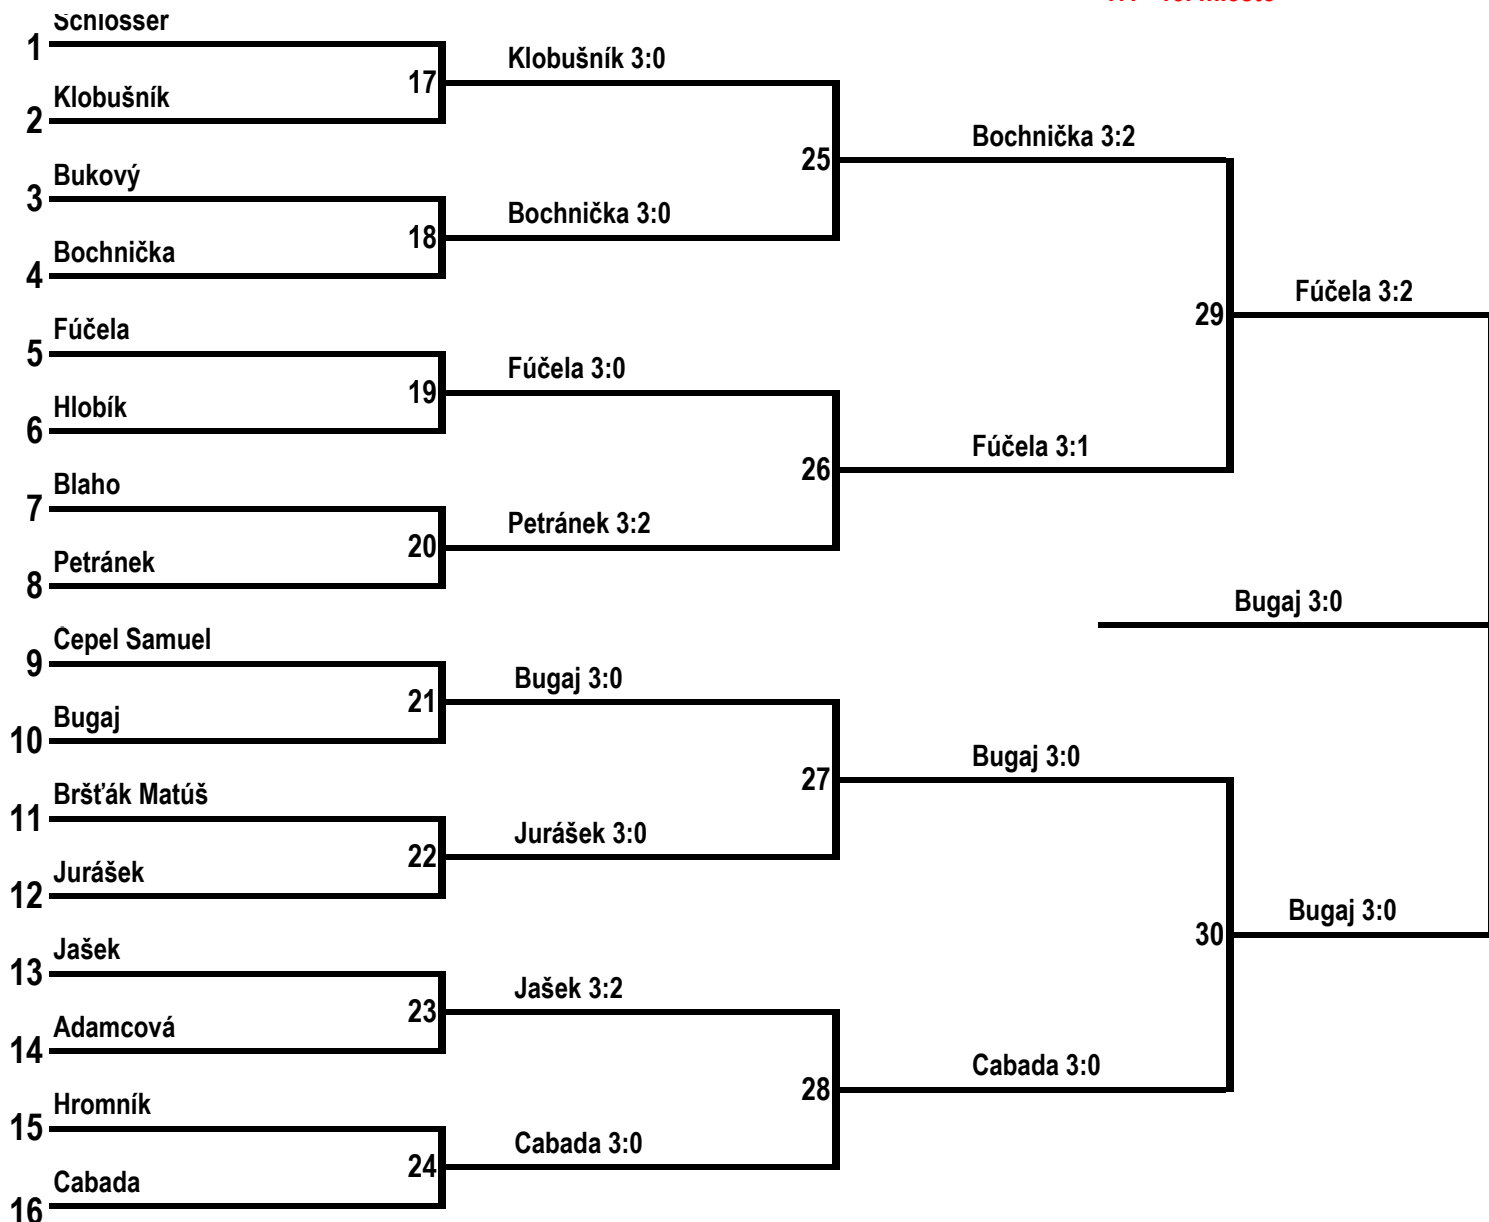 Schlosser
1
Klobušník 3:0
17
Klobušník
2
Bochnička 3:2
25
Bukový
3
Bochnička 3:0
18
Bochnička
4
Fúčela 3:2
29
Fúčela
5
Fúčela 3:0
19
Hlobík
6
Fúčela 3:1
26
Blaho
7
Petránek 3:2
20
Petránek
8
Bugaj 3:0
Cepel Samuel
9
Bugaj 3:0
21
Bugaj
10
Bugaj 3:0
27
Bršťák Matúš
11
Jurášek 3:0
22
Jurášek
12
Bugaj 3:0
30
Jašek
13
Jašek 3:2
23
Adamcová
14
Cabada 3:0
28
Hromník
15
Cabada 3:0
24
Cabada
16